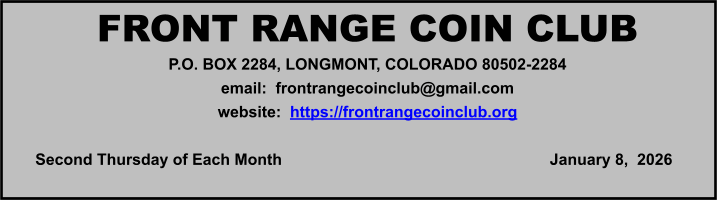 FRONT RANGE COIN CLUB
P.O. BOX 2284, LONGMONT, COLORADO 80502-2284
email:  frontrangecoinclub@gmail.com
website:  https://frontrangecoinclub.org
Second Thursday of Each Month January 8,  2026